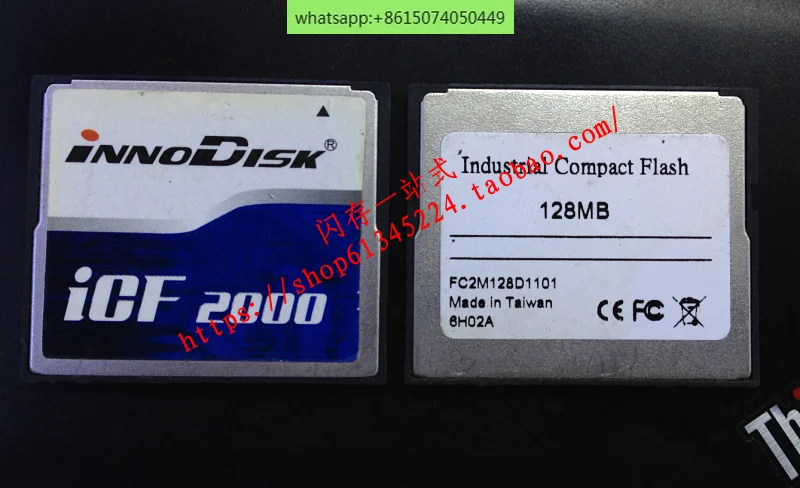 whatsapp:+8615074050449
INNODISK®
iCF 2000
Industrial Compact Flash
128MB
FC2M128D1101
Made in Taiwan
6H02A
CE FC
闪存一站式
https://shop61345224.taobao.com/
Thi